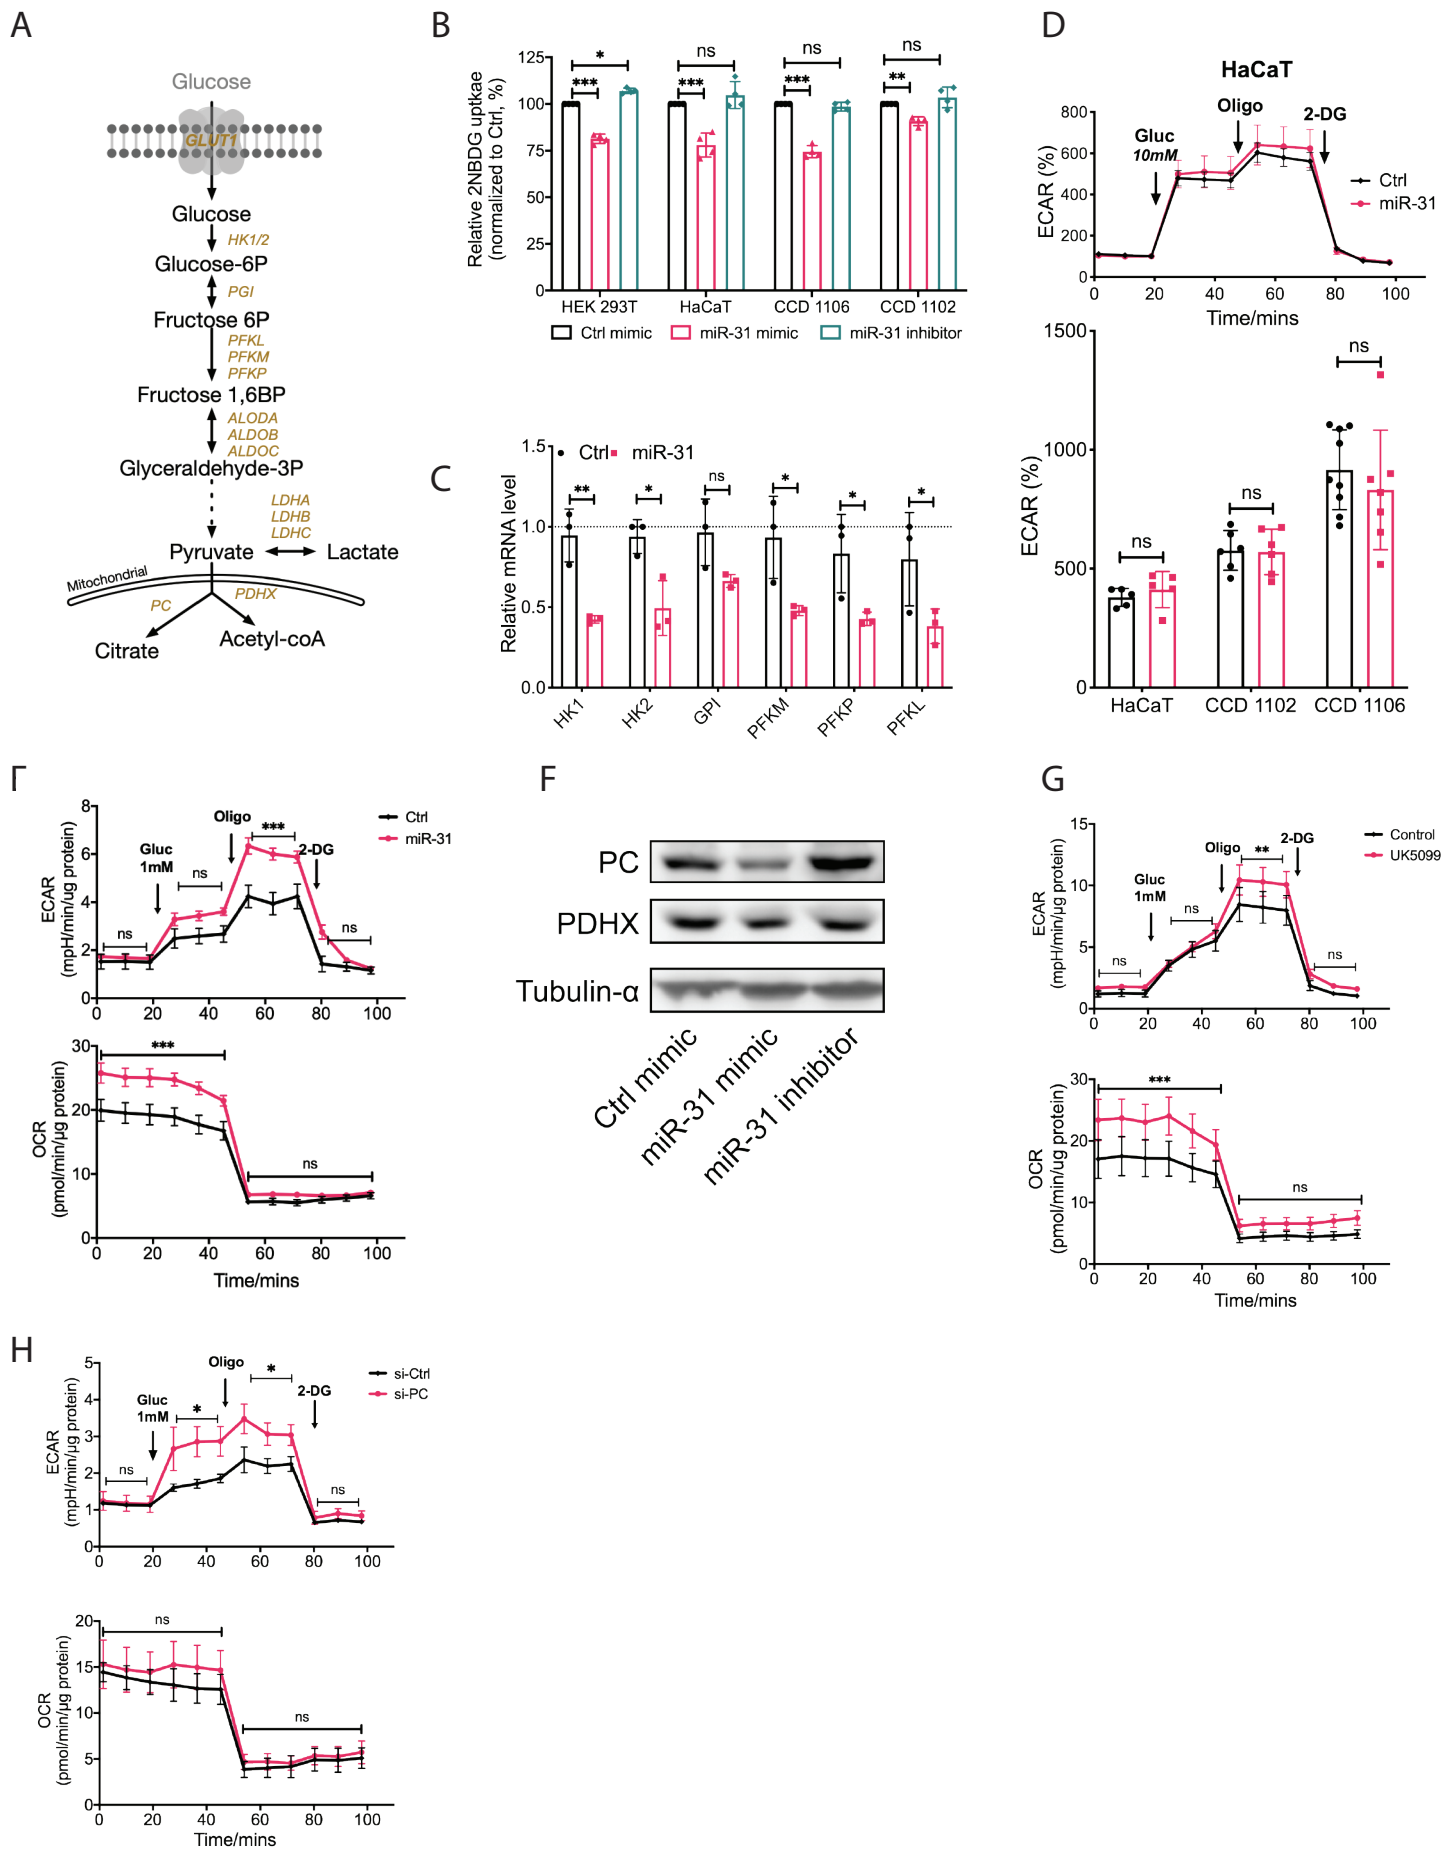 A
Glucose
GLUT1
Glucose
HK1/2
Glucose-6P
PGI
Fructose 6P
PFKL
PFKM
PFKP
Fructose 1,6BP
ALODA
ALDOB
ALDOC
Glyceraldehyde-3P
LDHA
LDHB
LDHC
Pyruvate
Lactate
Mitochondrial
PC
PDHX
Citrate
Acetyl-coA
B
Relative 2NBDG uptkae
(normalized to Ctrl, %)
125
100
75
50
25
0
***
*
***
ns
***
ns
**
ns
HEK 293T
HaCaT
CCD 1106
CCD 1102
Ctrl mimic
miR-31 mimic
miR-31 inhibitor
C
Relative mRNA level
1.5
1.0
0.5
0.0
Ctrl
miR-31
**
*
ns
*
*
*
HK1
HK2
GPI
PFKM
PFKP
PFKL
D
HaCaT
ECAR (%)
800
600
400
200
0
Gluc
10mM
Oligo
2-DG
Ctrl
miR-31
0 20 40 60 80 100
Time/mins
ECAR (%)
1500
1000
500
0
ns
ns
ns
HaCaT
CCD 1102
CCD 1106
Γ
ECAR
(mpH/min/ug protein)
8
6
4
2
0
ns
Gluc
1mM
ns
Oligo
***
2-DG
ns
Ctrl
miR-31
0 20 40 60 80 100
OCR
(pmol/min/µg protein)
30
20
10
0
***
ns
0 20 40 60 80 100
Time/mins
F
PC
PDHX
Tubulin-α
Ctrl mimic
miR-31 mimic
miR-31 inhibitor
G
ECAR
(mpH/min/µg protein)
15
10
5
0
ns
Gluc
1mM
ns
Oligo
**
2-DG
ns
Control
UK5099
0 20 40 60 80 100
OCR
(pmol/min/ug protein)
30
20
10
0
***
ns
0 20 40 60 80 100
Time/mins
H
ECAR
(mpH/min/µg protein)
5
4
3
2
1
0
ns
Gluc
1mM
*
Oligo
*
2-DG
ns
si-Ctrl
si-PC
0 20 40 60 80 100
OCR
(pmol/min/µg protein)
20
15
10
5
0
ns
ns
0 20 40 60 80 100
Time/mins